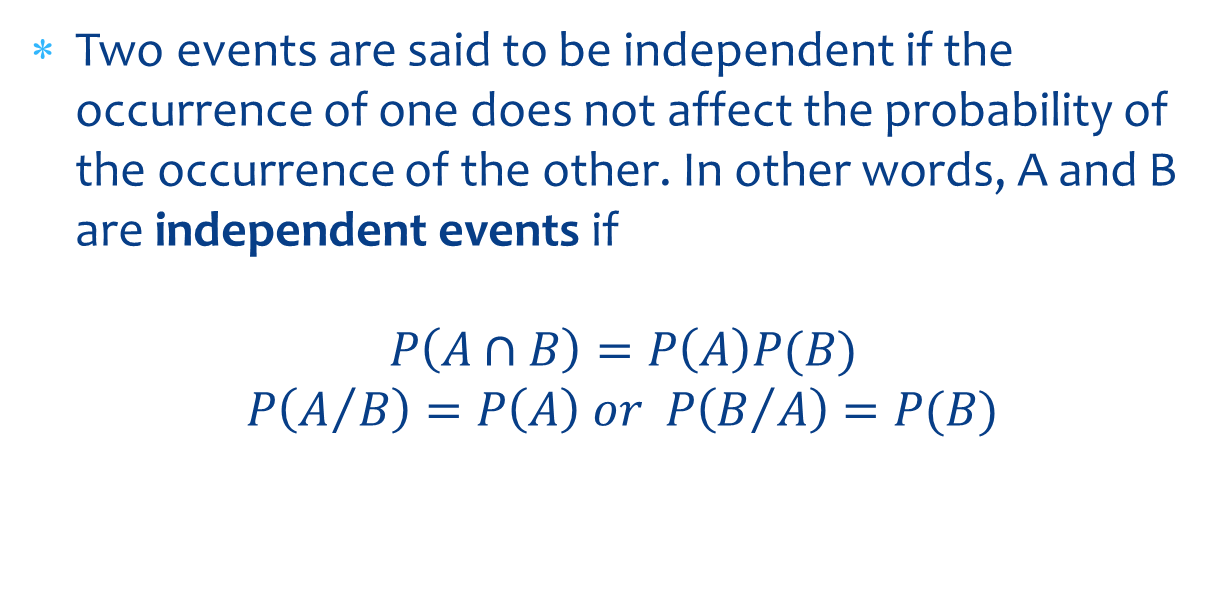 * Two events are said to be independent if the
occurrence of one does not affect the probability of
the occurrence of the other. In other words, A and B
are independent events if
P(A ∩ B) = P(A)P(B)
P(A/B) = P(A) or P(B/A) = P(B)